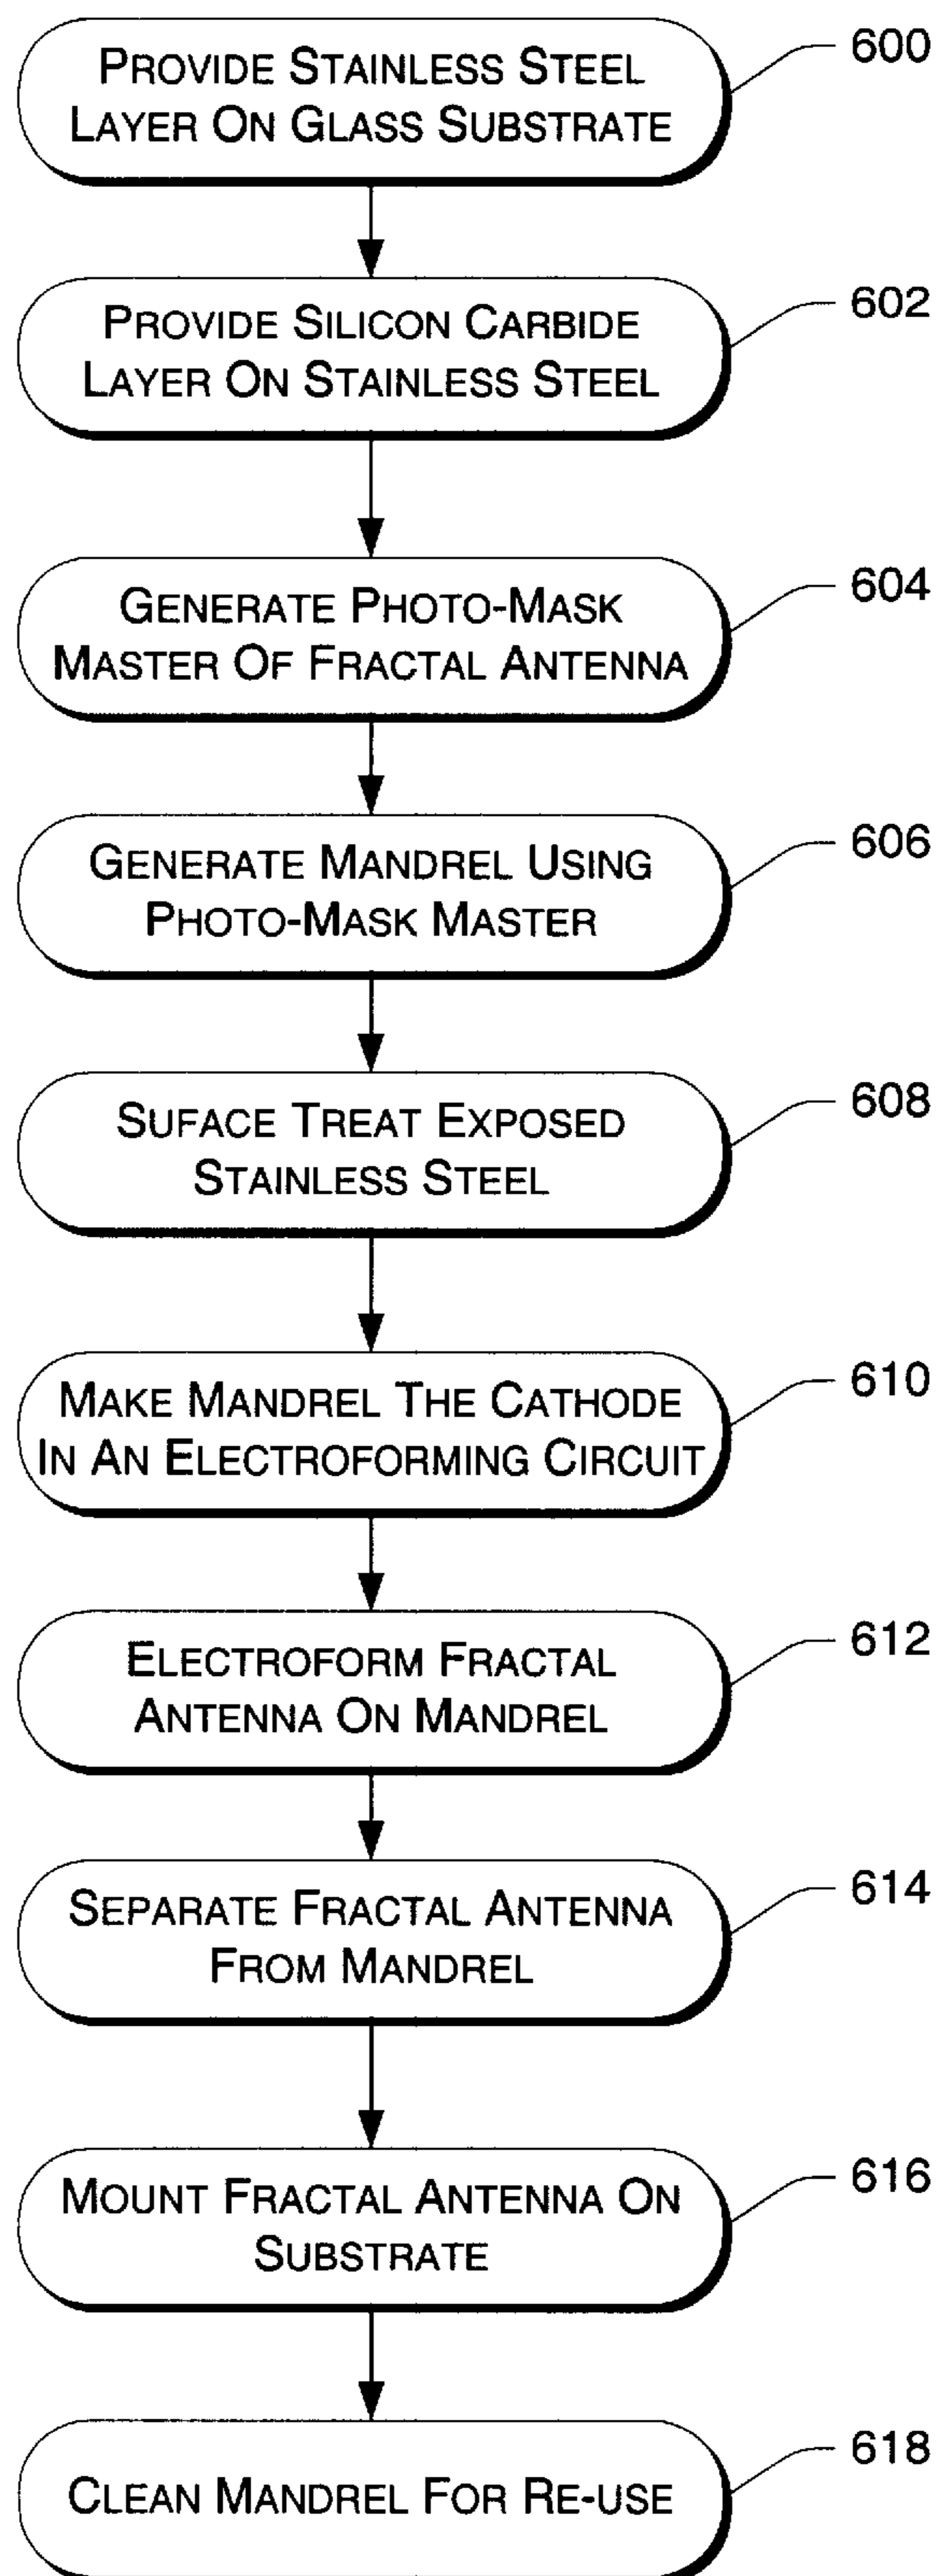 PROVIDE STAINLESS STEEL
LAYER ON GLASS SUBSTRATE
600
PROVIDE SILICON CARBIDE
LAYER ON STAINLESS STEEL
602
GENERATE PHOTO-MASK
MASTER OF FRACTAL ANTENNA
604
GENERATE MANDREL USING
PHOTO-MASK MASTER
606
SUFACE TREAT EXPOSED
STAINLESS STEEL
608
MAKE MANDREL THE CATHODE
IN AN ELECTROFORMING CIRCUIT
610
ELECTROFORM FRACTAL
ANTENNA ON MANDREL
612
SEPARATE FRACTAL ANTENNA
FROM MANDREL
614
MOUNT FRACTAL ANTENNA ON
SUBSTRATE
616
CLEAN MANDREL FOR RE-USE
618